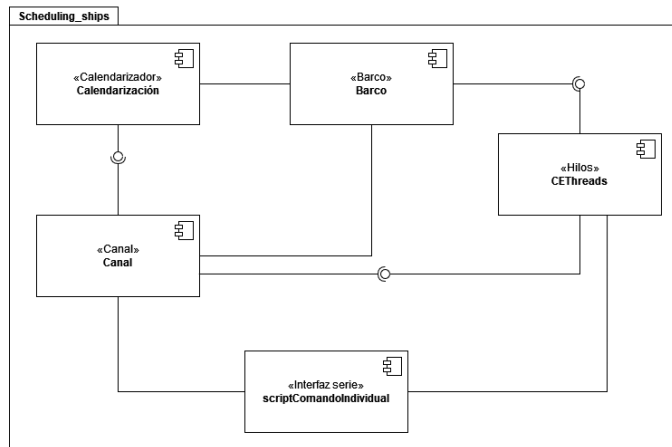 Scheduling_ships
«Calendarizador»
Calendarización
«Barco»
Barco
«Hilos»
CEThreads
«Canal»
Canal
«Interfaz serie»
scriptComandoIndividual